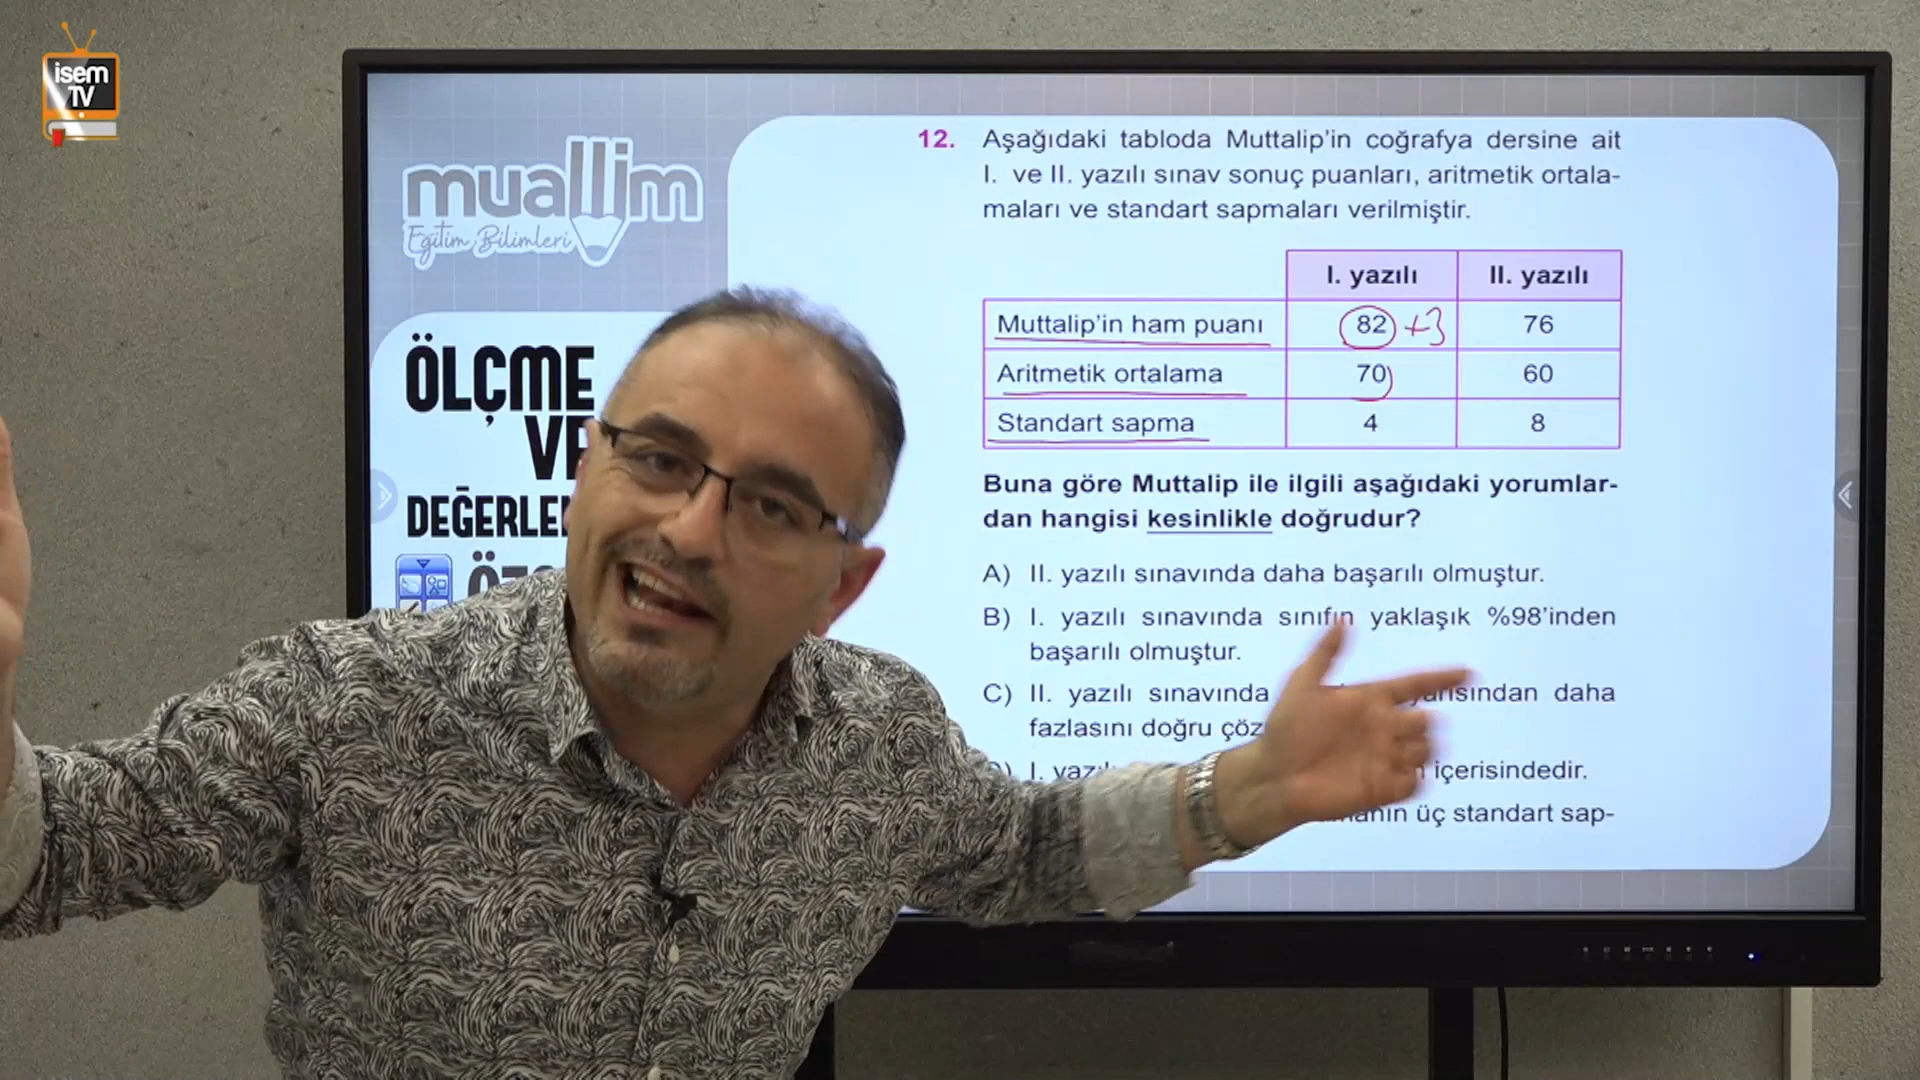 isem
TV
muallim
Eğitim Bilimleri
ÖLÇME
VE
12. Aşağıdaki tabloda Muttalip'in coğrafya dersine ait
I. ve II. yazılı sınav sonuç puanları, aritmetik ortala-
maları ve standart sapmaları verilmiştir.
I. yazılı II. yazılı
Muttalip'in ham puanı 82 +3 76
Aritmetik ortalama 70 60
Standart sapma 4 8
Buna göre Muttalip ile ilgili aşağıdaki yorumlar-
dan hangisi kesinlikle doğrudur?
A) II. yazılı sınavında daha başarılı olmuştur.
B) I. yazılı sınavında sınıfın yaklaşık %98'inden
başarılı olmuştur.
C) II. yazılı sınavında yarısından daha
fazlasını doğru
I. içerisindedir.
üç standart sap-